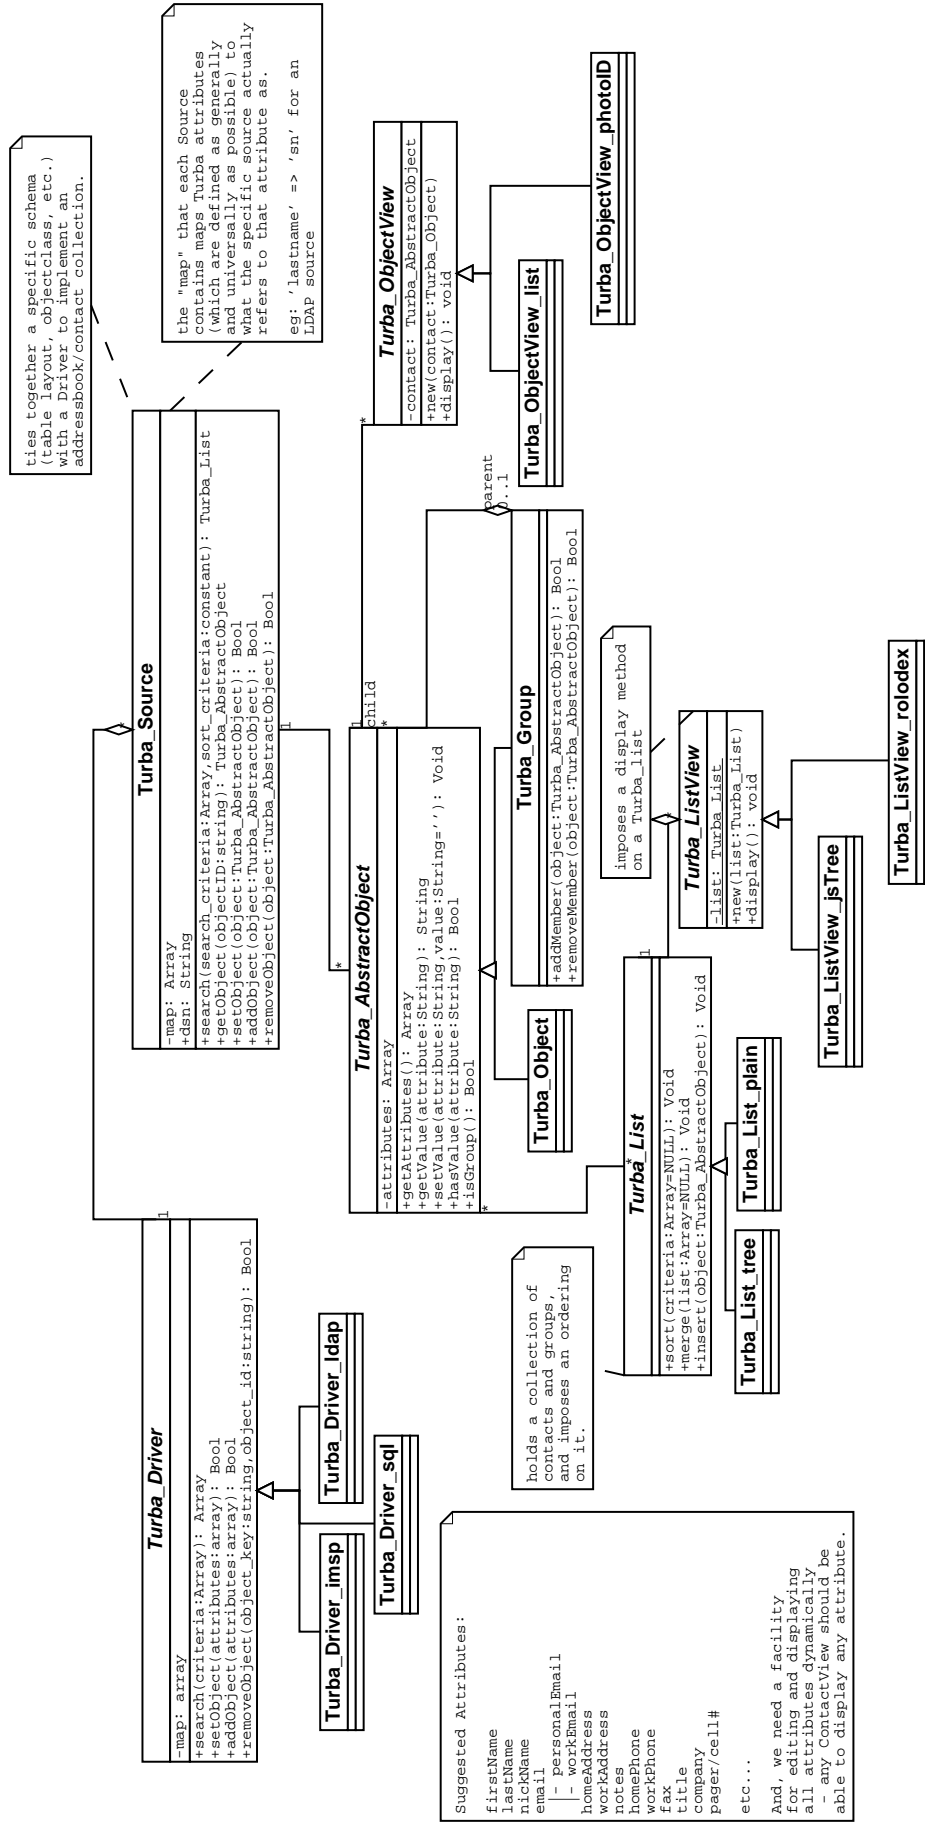 Turba_Driver
-map: array
+search(criteria:Array): Array
+setObject(attributes:array): Bool
+addObject(attributes:array): Bool
+removeObject(object_key:string,object_id:string): Bool
Turba_Driver_imsp
Turba_Driver_ldap
Turba_Driver_sql
1
*
Turba_Source
-map: Array
+dsn: String
+search(search_criteria:Array,sort_criteria:constant): Turba_List
+getObject(objectID:string): Turba_AbstractObject
+setObject(object:Turba_AbstractObject): Bool
+addObject(object:Turba_AbstractObject): Bool
+removeObject(object:Turba_AbstractObject): Bool
1
*
ties together a specific schema
(table layout, objectclass, etc.)
with a Driver to implement an
addressbook/contact collection.
the "map" that each Source
contains maps Turba attributes
(which are defined as generally
and universally as possible) to
what the specific source actually
refers to that attribute as.
eg: 'lastname' => 'sn' for an
LDAP source
Turba_AbstractObject
-attributes: Array
+getAttributes(): Array
+getValue(attribute:String): String
+setValue(attribute:String,value:String=''): Void
+hasValue(attribute:String): Bool
+isGroup(): Bool
1
child
*
*
*
Turba_ObjectView
-contact: Turba_AbstractObject
+new(contact:Turba_Object)
+display(): void
Turba_ObjectView_list
Turba_ObjectView_photoID
Turba_Object
parent
0..1
Turba_Group
+addMember(object:Turba_AbstractObject): Bool
+removeMember(object:Turba_AbstractObject): Bool
holds a collection of
contacts and groups,
and imposes an ordering
on it.
*
Turba_List
+sort(criteria:Array=NULL): Void
+merge(list:Array=NULL): Void
+insert(object:Turba_AbstractObject): Void
1
Turba_List_tree
Turba_List_plain
imposes a display method
on a Turba_list
*
Turba_ListView
-list: Turba_List
+new(list:Turba_List)
+display(): void
Turba_ListView_jsTree
Turba_ListView_rolodex
Suggested Attributes:
firstName
lastName
nickName
email
|- personalEmail
|- workEmail
homeAddress
workAddress
notes
homePhone
workPhone
fax
title
company
pager/cell#
etc...
And, we need a facility
for editing and displaying
all attributes dynamically
- any ContactView should be
able to display any attribute.